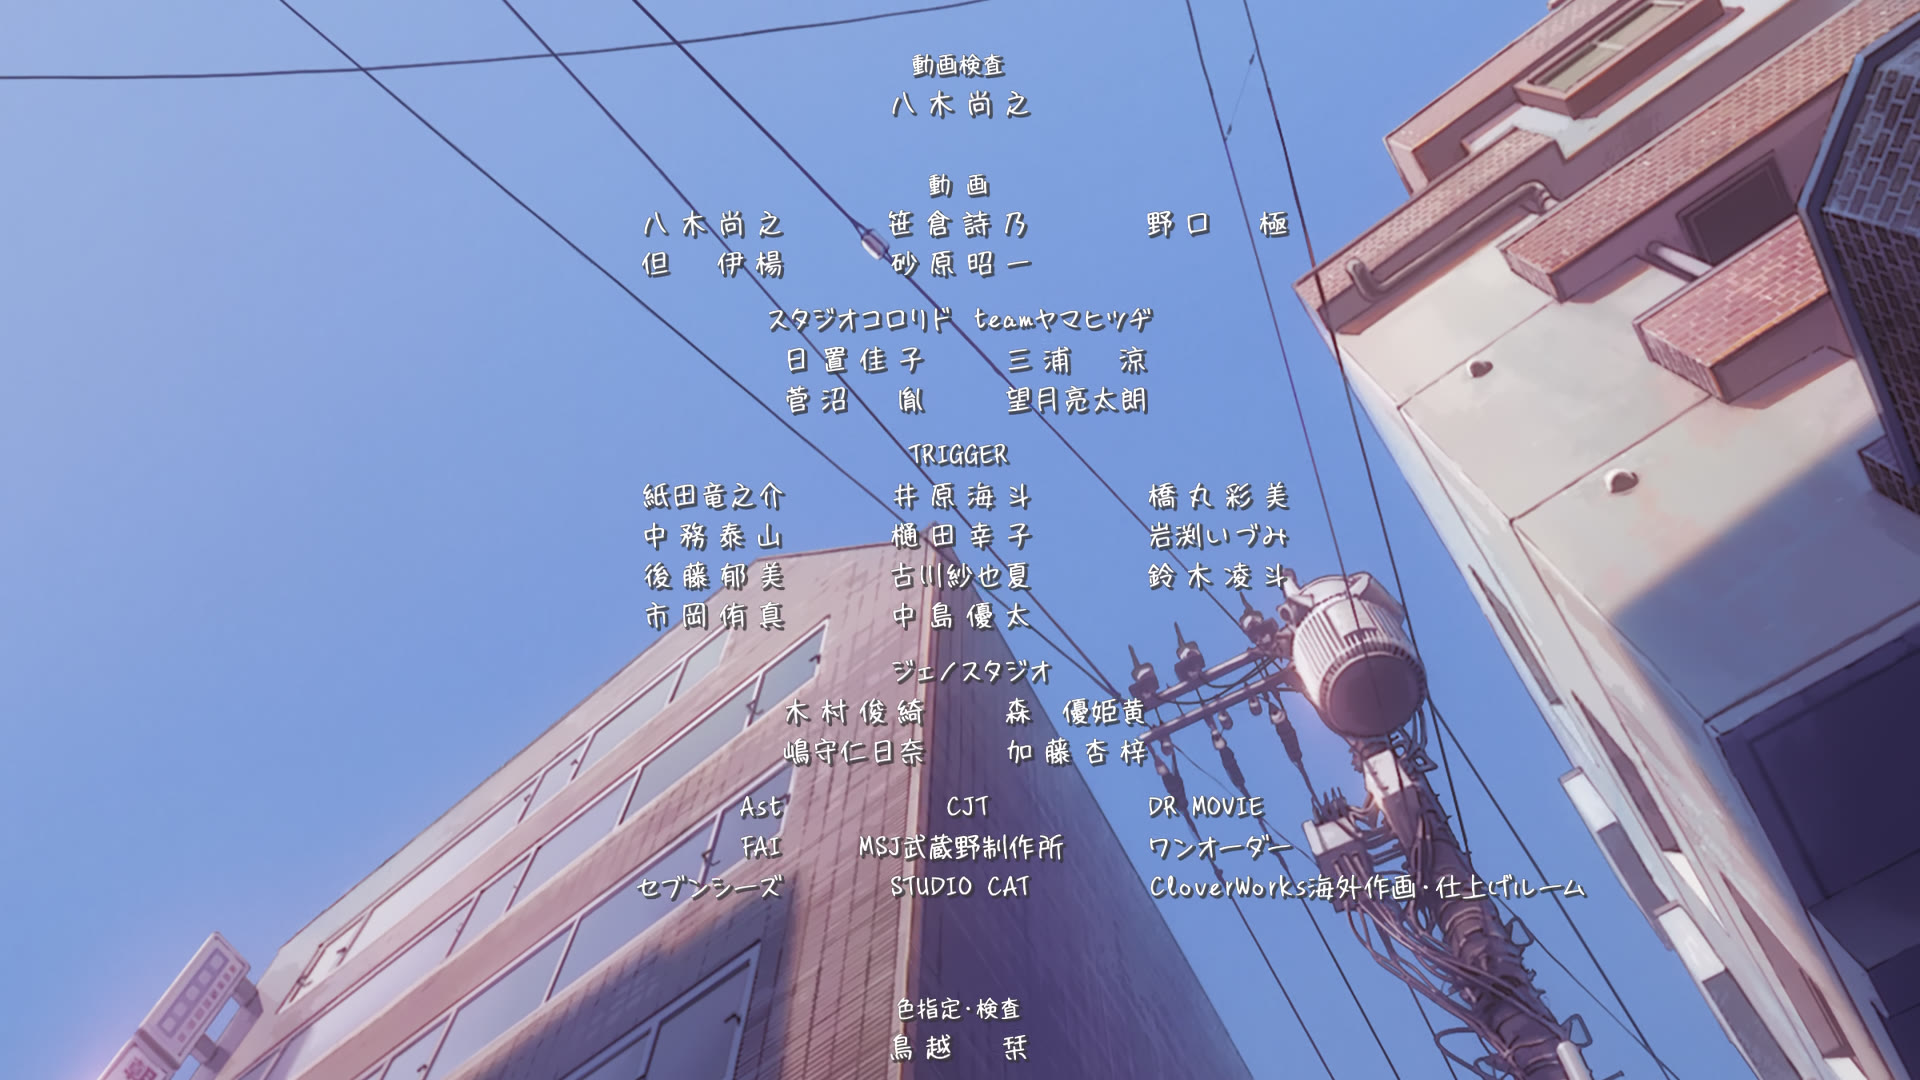 動画検査
八木尚之
動画
八木尚之 笹倉詩乃 野口 極
但 伊楊 砂原昭一
スタジオコロリド teamヤマヒツヂ
日置佳子 三浦 涼
菅沼 胤 望月亮太朗
TRIGGER
紙田竜之介 井原海斗 橋丸彩美
中務泰山 樋田幸子 岩渕いづみ
後藤郁美 古川紗也夏 鈴木凌斗
市岡侑真 中島優太
ジェノスタジオ
木村俊綺 森 優姫黄
嶋守仁日奈 加藤杏梓
Ast CJT DR MOVIE
FAI MSJ武蔵野制作所 ワンオーダー
セブンシーズ STUDIO CAT CloverWorks海外作画・仕上げルーム
色指定・検査
鳥越 栞